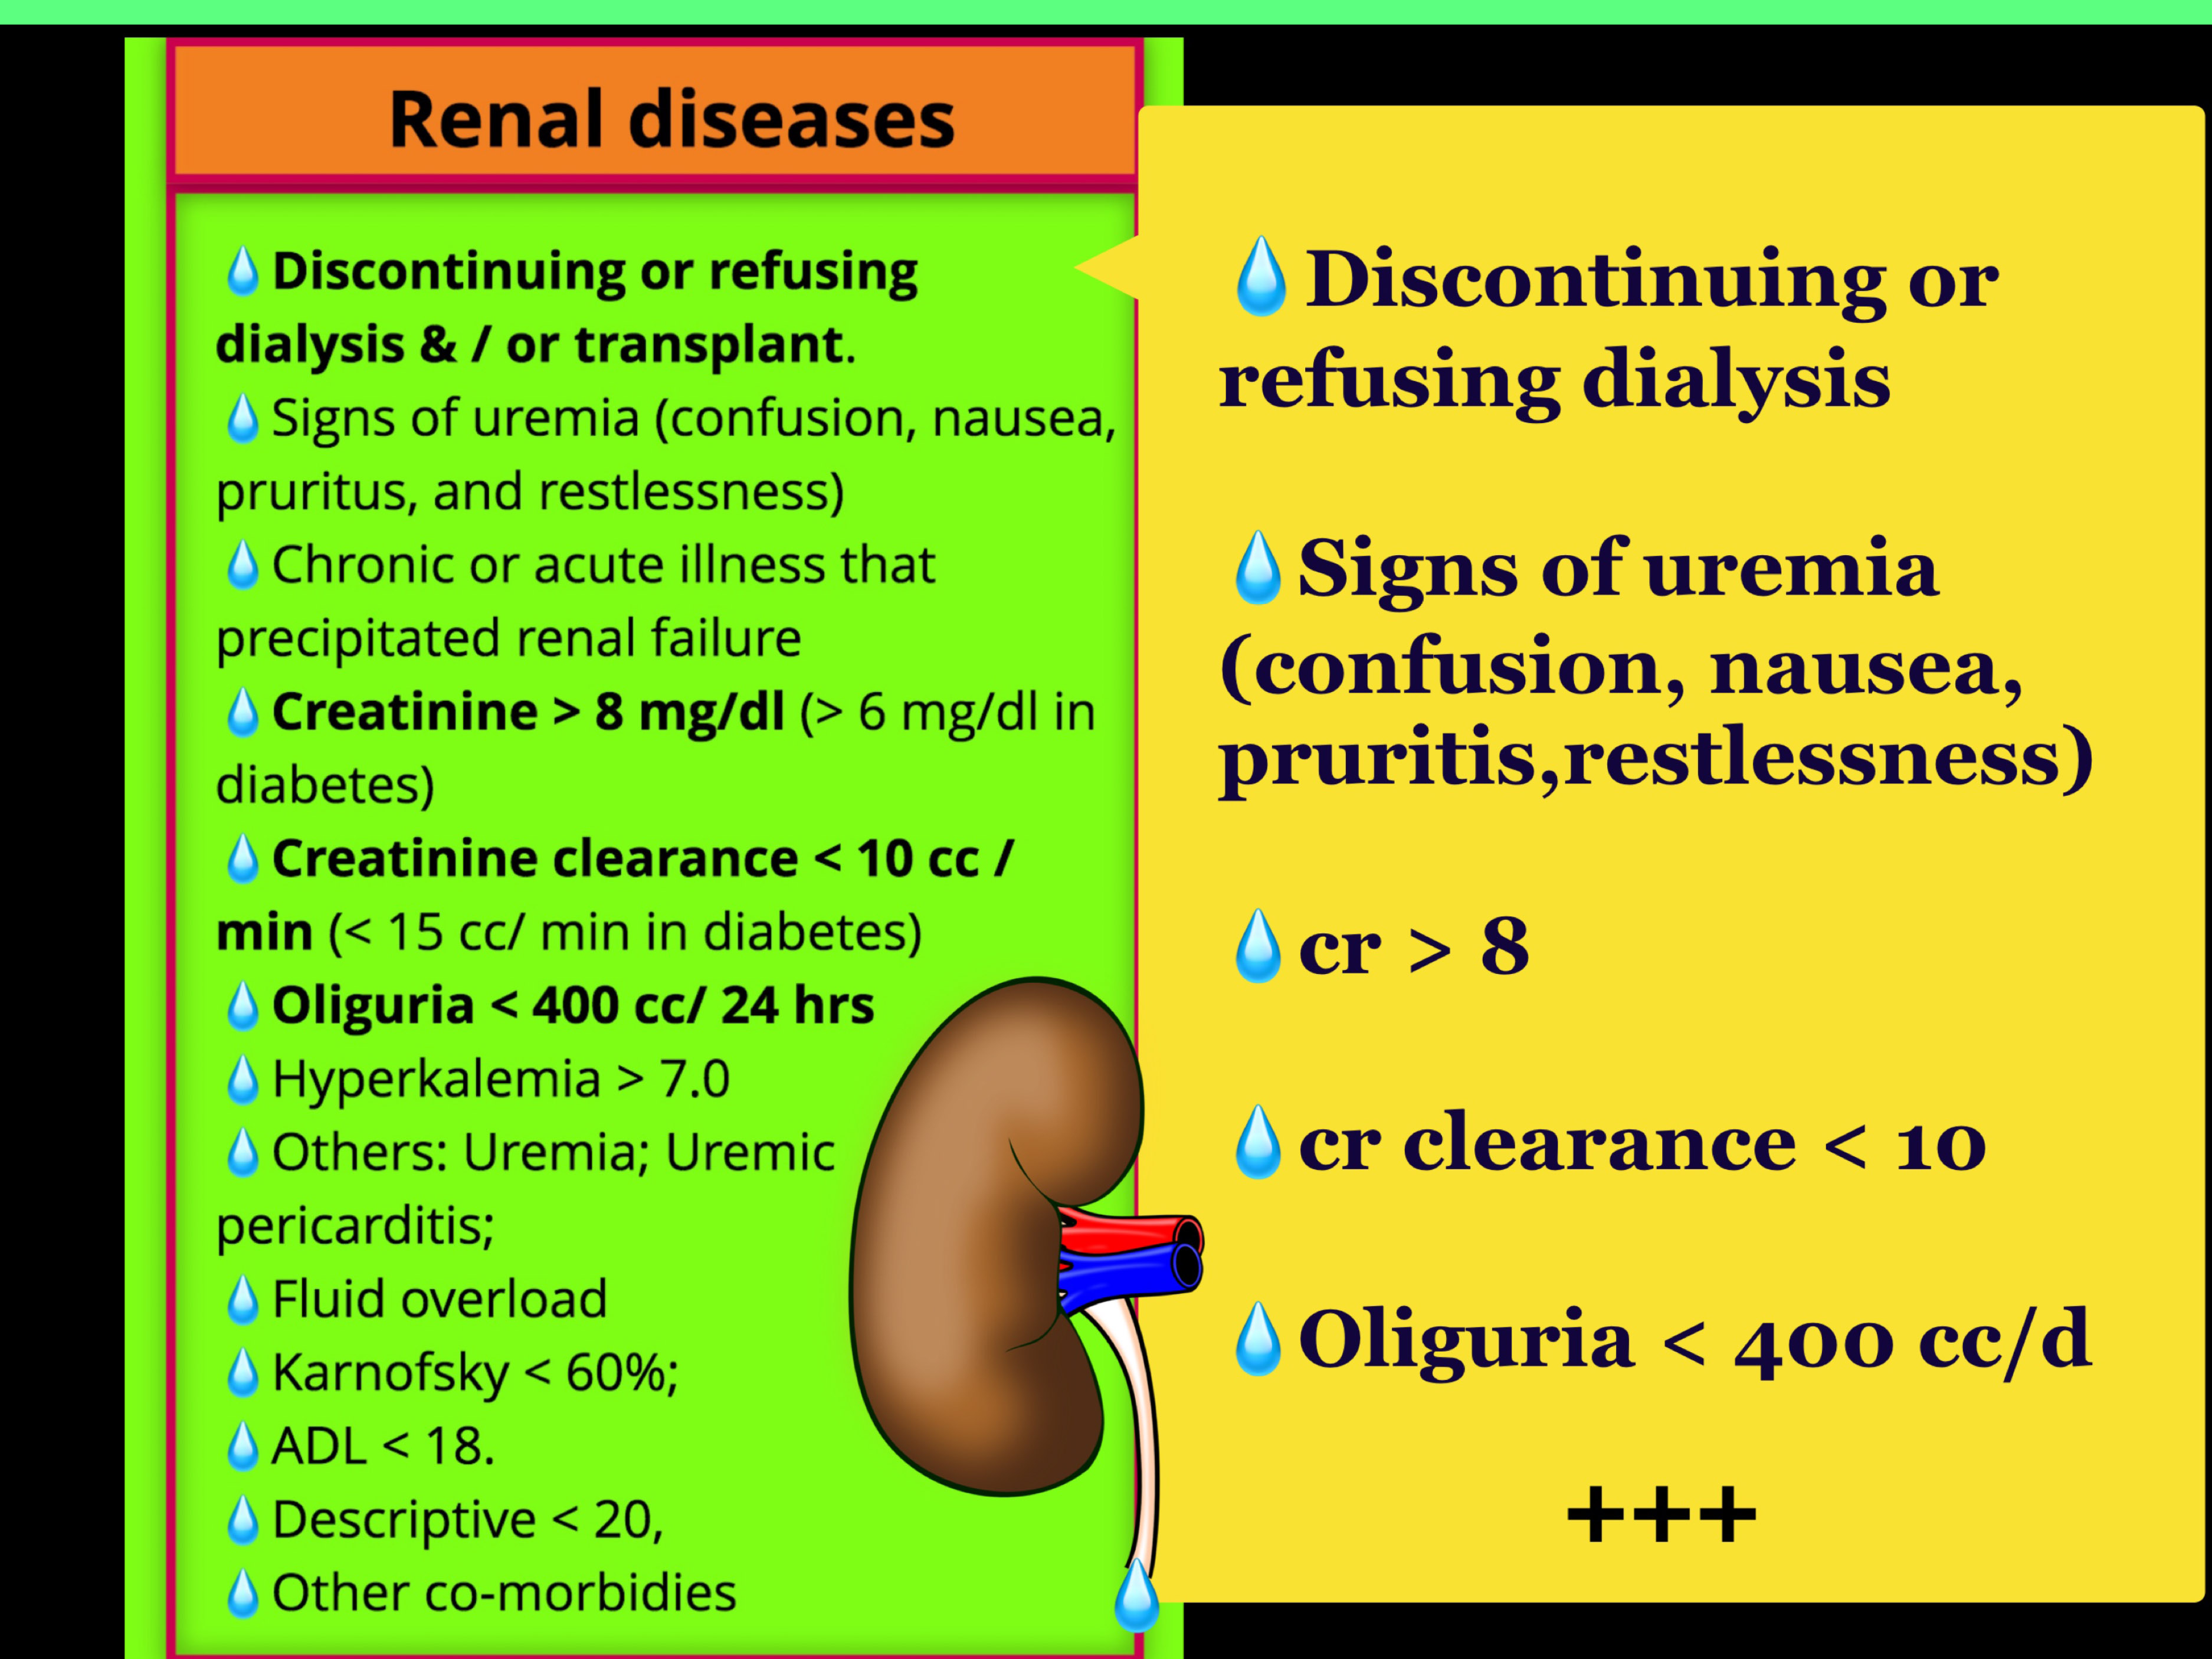 Renal diseases
💧Discontinuing or refusing
dialysis & / or transplant.
💧Signs of uremia (confusion, nausea,
pruritus, and restlessness)
💧Chronic or acute illness that
precipitated renal failure
💧Creatinine > 8 mg/dl (> 6 mg/dl in
diabetes)
💧Creatinine clearance < 10 cc /
min (< 15 cc/ min in diabetes)
💧Oliguria < 400 cc/ 24 hrs
💧Hyperkalemia > 7.0
💧Others: Uremia; Uremic
pericarditis;
💧Fluid overload
💧Karnofsky < 60%;
💧ADL < 18.
💧Descriptive < 20,
💧Other co-morbidies
💧Discontinuing or
refusing dialysis
💧Signs of uremia
(confusion, nausea,
pruritis,restlessness)
💧cr > 8
💧cr clearance < 10
💧Oliguria < 400 cc/d
+++